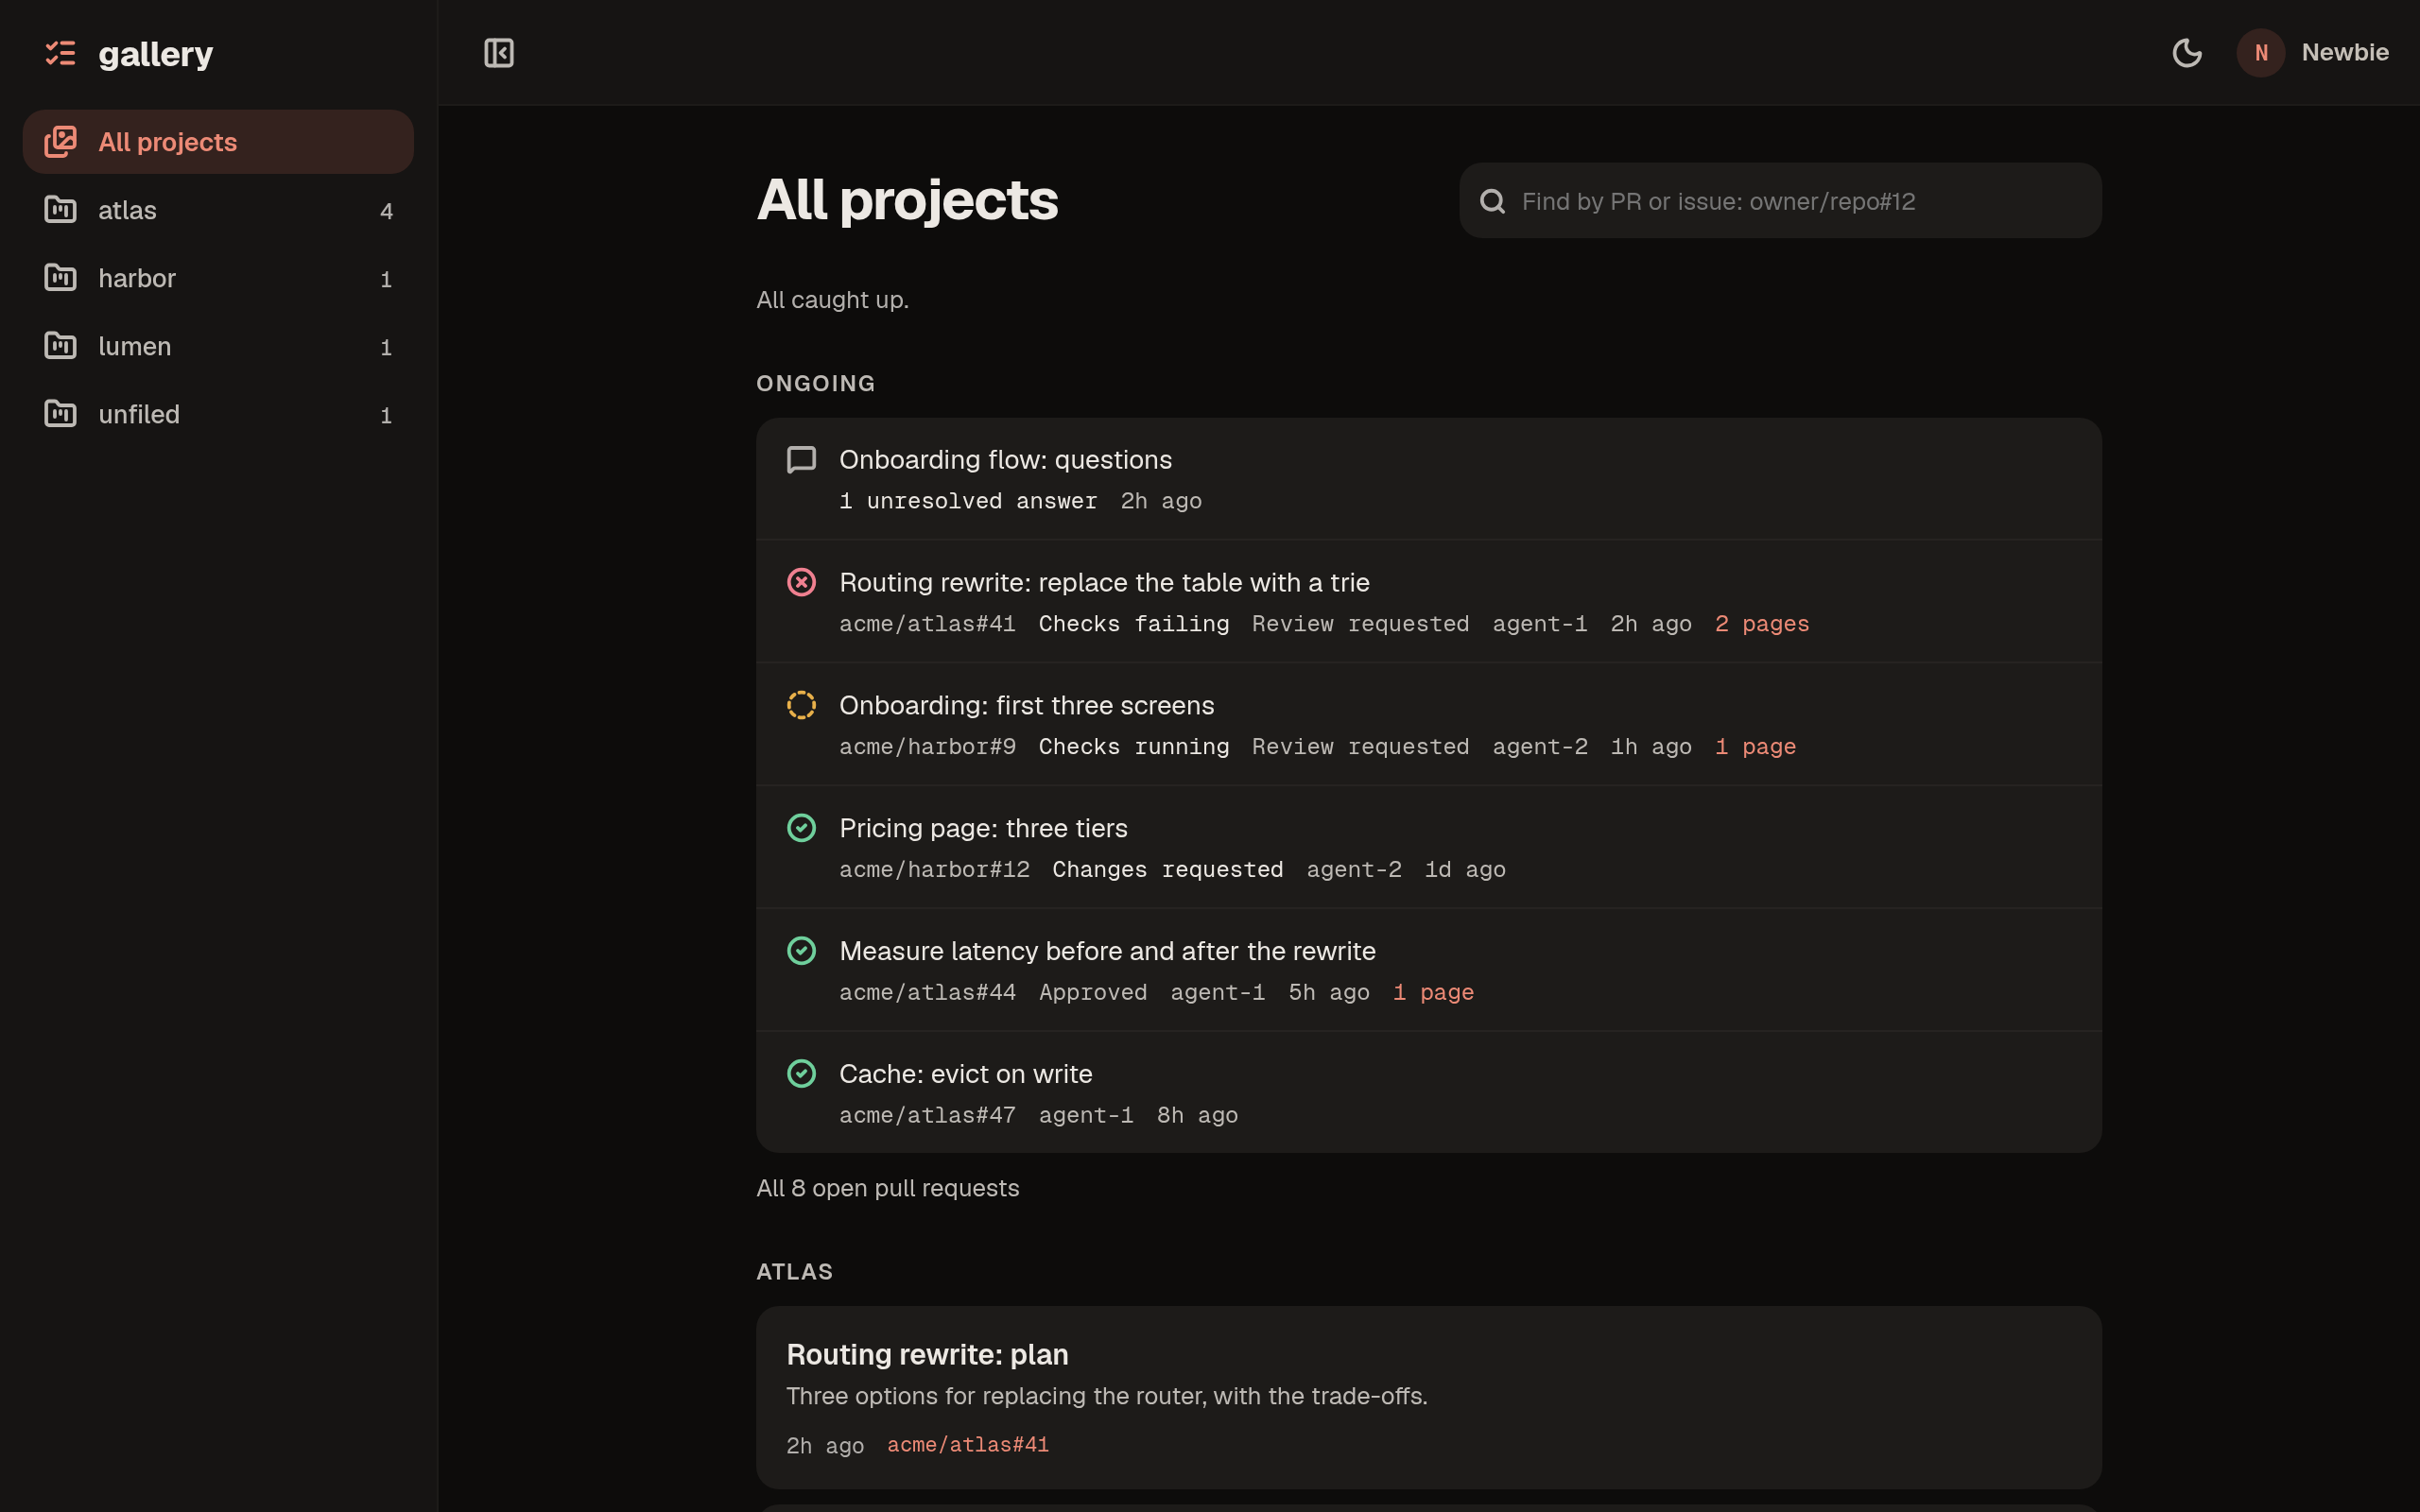 gallery
Newbie
N
All projects
atlas 4
harbor 1
lumen 1
unfiled 1
All projects
Find by PR or issue: owner/repo#12
All caught up.
ONGOING
Onboarding flow: questions
1 unresolved answer 2h ago
Routing rewrite: replace the table with a trie
acme/atlas#41 Checks failing Review requested agent-1 2h ago 2 pages
Onboarding: first three screens
acme/harbor#9 Checks running Review requested agent-2 1h ago 1 page
Pricing page: three tiers
acme/harbor#12 Changes requested agent-2 1d ago
Measure latency before and after the rewrite
acme/atlas#44 Approved agent-1 5h ago 1 page
Cache: evict on write
acme/atlas#47 agent-1 8h ago
All 8 open pull requests
ATLAS
Routing rewrite: plan
Three options for replacing the router, with the trade-offs.
2h ago acme/atlas#41